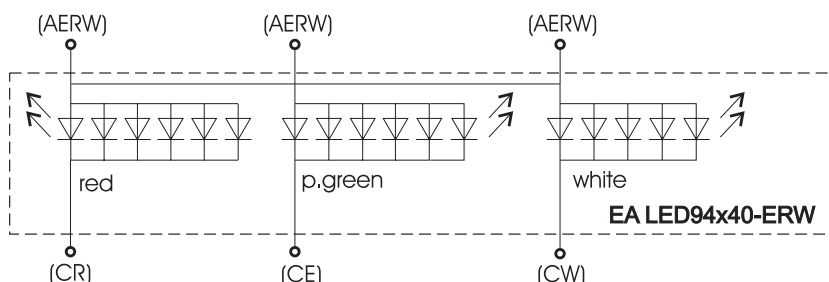 (AERW) (AERW) (AERW)
red p.green white
EA LED94x40-ERW
(CR) (CE) (CW)